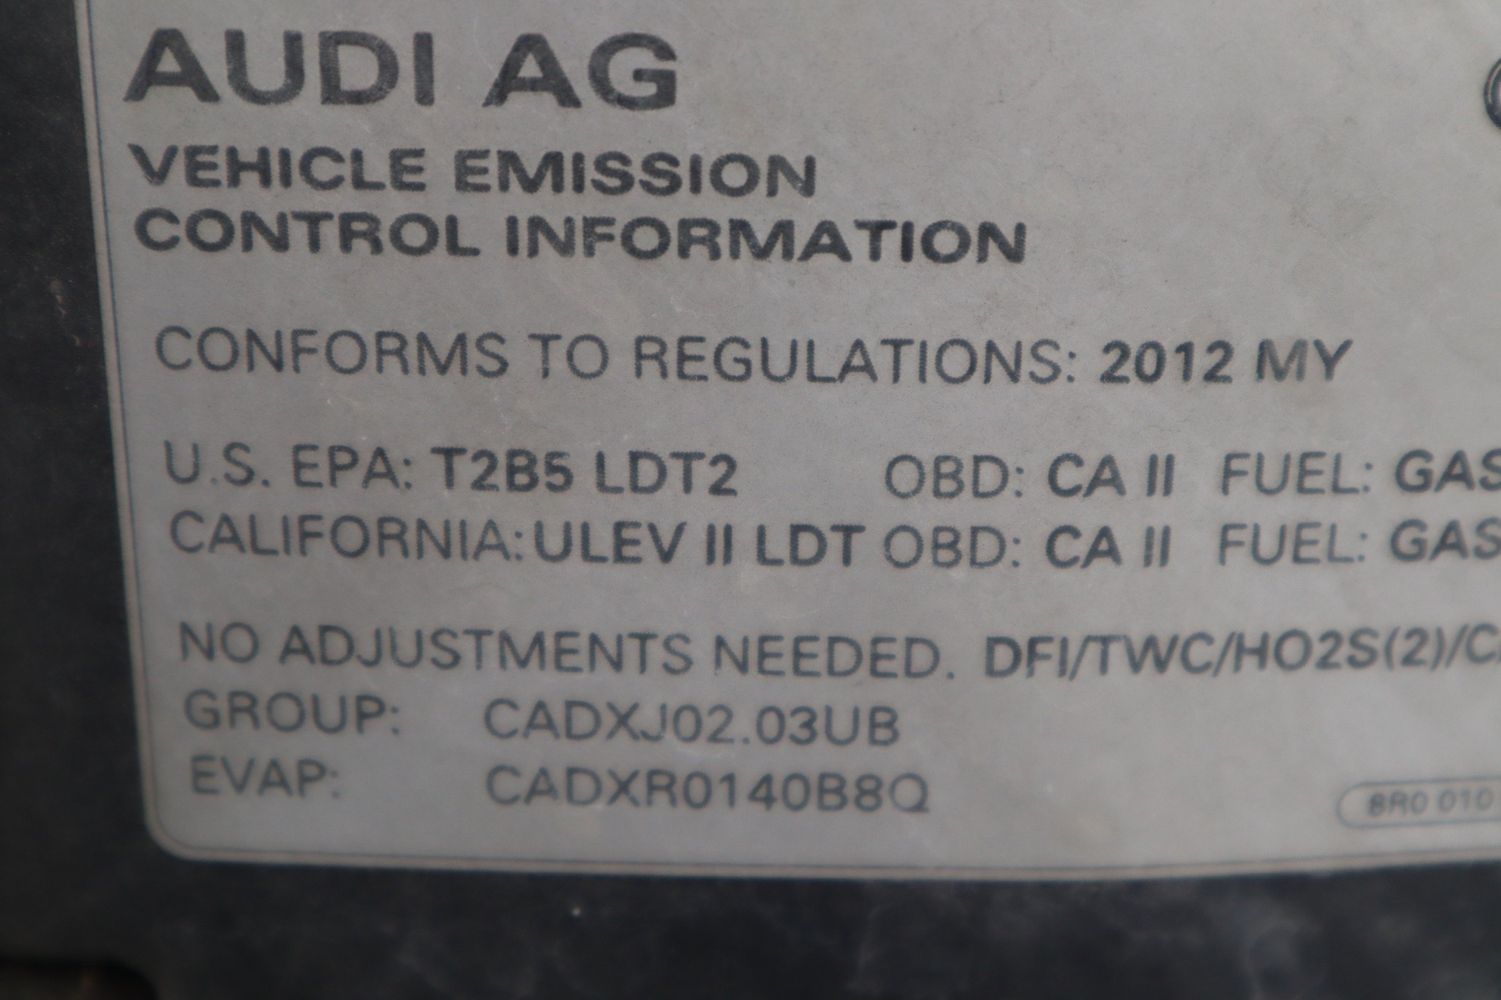 AUDI AG
VEHICLE EMISSION
CONTROL INFORMATION
CONFORMS TO REGULATIONS: 2012 MY
U.S. EPA: T2B5 LDT2 OBD: CA II FUEL: GAS
CALIFORNIA: ULEV II LDT OBD: CA II FUEL: GAS
NO ADJUSTMENTS NEEDED. DFI/TWC/HO2S(2)/C
GROUP: CADXJ02.03UB
EVAP: CADXR0140B8Q
8R0 010